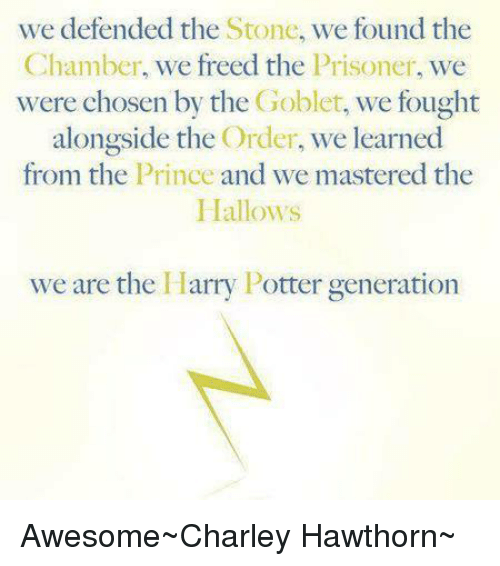 we defended the Stone, we found the
Chamber, we freed the Prisoner, we
were chosen by the Goblet, we fought
alongside the Order, we learned
from the Prince and we mastered the
Hallows
we are the Harry Potter generation
Awesome~Charley Hawthorn~